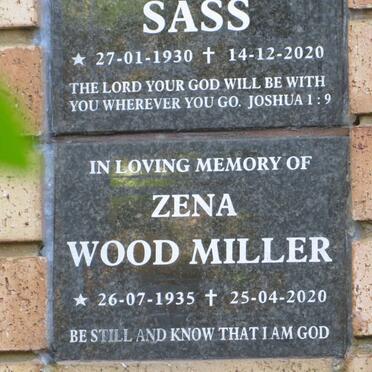 SASS
★ 27-01-1930 ✝ 14-12-2020
THE LORD YOUR GOD WILL BE WITH
YOU WHEREVER YOU GO. JOSHUA 1 : 9
IN LOVING MEMORY OF
ZENA
WOOD MILLER
★ 26-07-1935 ✝ 25-04-2020
BE STILL AND KNOW THAT I AM GOD